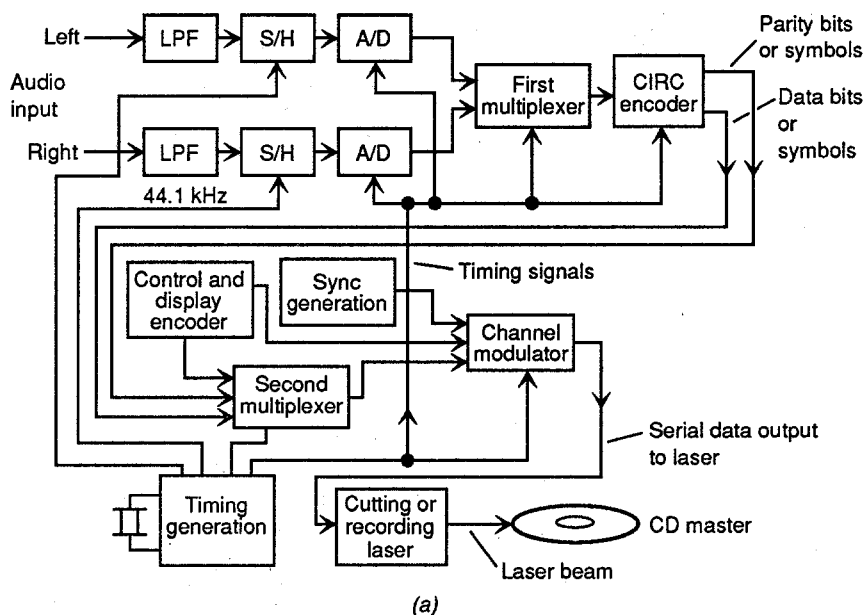 Left
LPF
S/H
A/D
First
multiplexer
CIRC
encoder
Parity bits
or symbols
Data bits
or
symbols
Audio
input
Right
LPF
S/H
A/D
44.1 kHz
Timing signals
Control and
display
encoder
Sync
generation
Channel
modulator
Second
multiplexer
Serial data output
to laser
Timing
generation
Cutting or
recording
laser
CD master
Laser beam
(a)